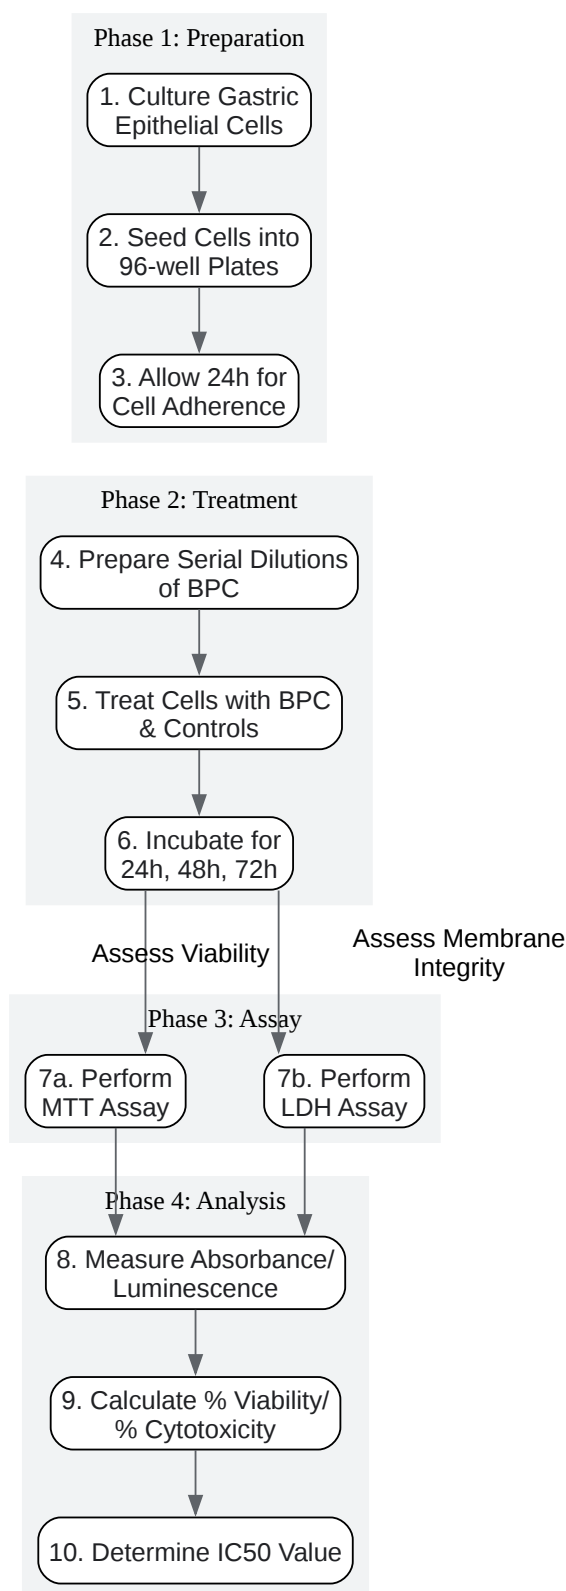 Phase 1: Preparation
1. Culture Gastric
Epithelial Cells
2. Seed Cells into
96-well Plates
3. Allow 24h for
Cell Adherence
Phase 2: Treatment
4. Prepare Serial Dilutions
of BPC
5. Treat Cells with BPC
& Controls
6. Incubate for
24h, 48h, 72h
Assess Viability
Assess Membrane
Integrity
Phase 3: Assay
7a. Perform
MTT Assay
7b. Perform
LDH Assay
Phase 4: Analysis
8. Measure Absorbance/
Luminescence
9. Calculate % Viability/
% Cytotoxicity
10. Determine IC50 Value